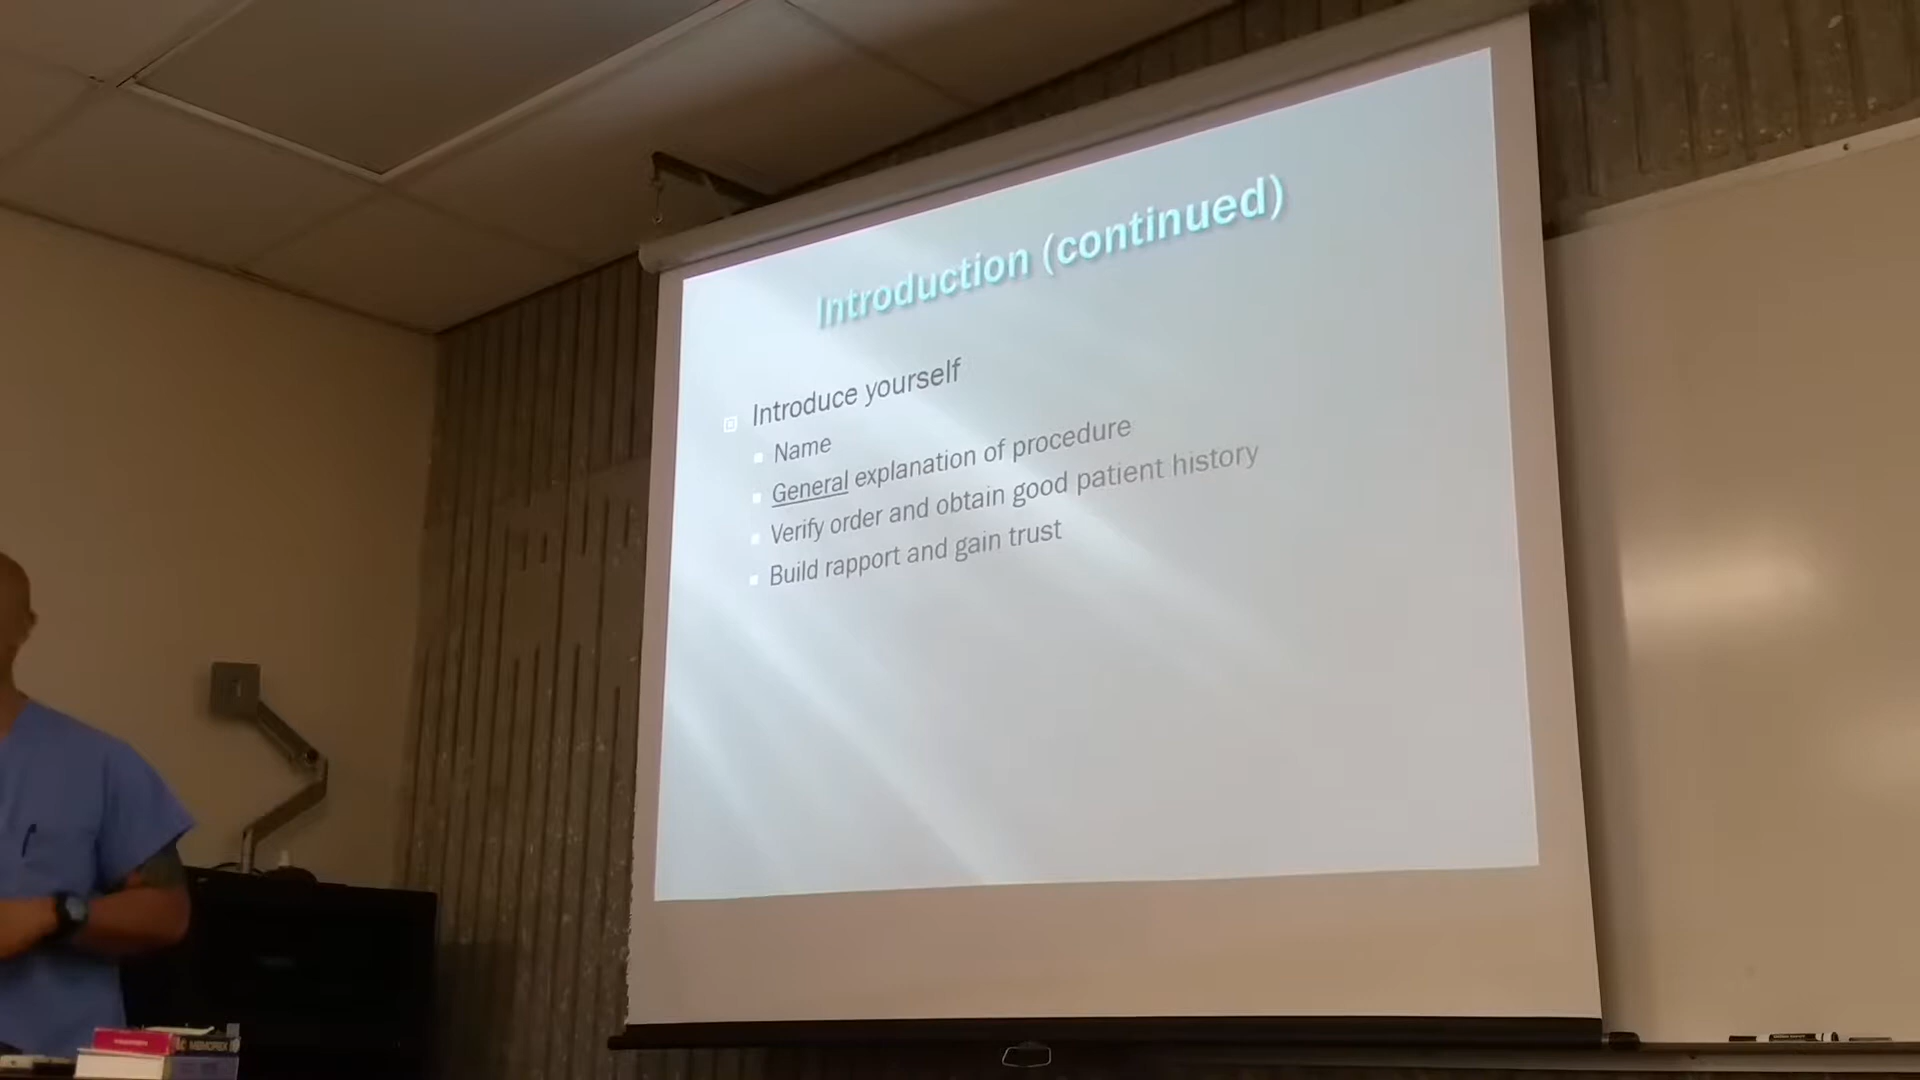 Introduction (continued)
Introduce yourself
Name
General explanation of procedure
Verify order and obtain good patient history
Build rapport and gain trust
MEMOREX